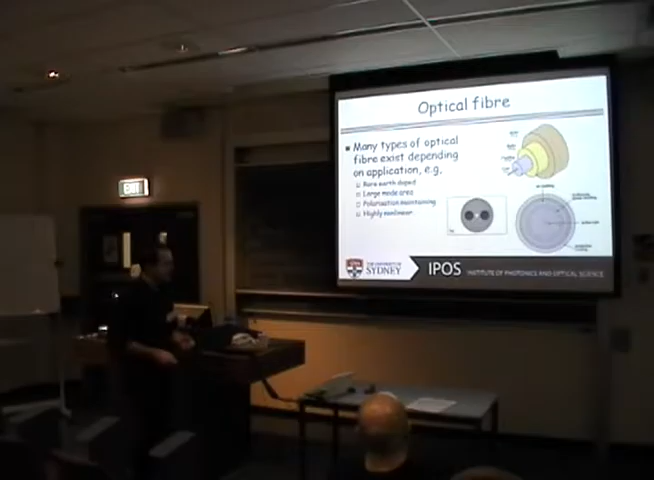 EXIT
Optical fibre
Many types of optical
fibre exist depending
on application, e.g.
Rare earth doped
Large mode area
Polarisation maintaining
Highly nonlinear
THE UNIVERSITY OF
SYDNEY
IPOS
INSTITUTE OF PHOTONICS AND OPTICAL SCIENCE